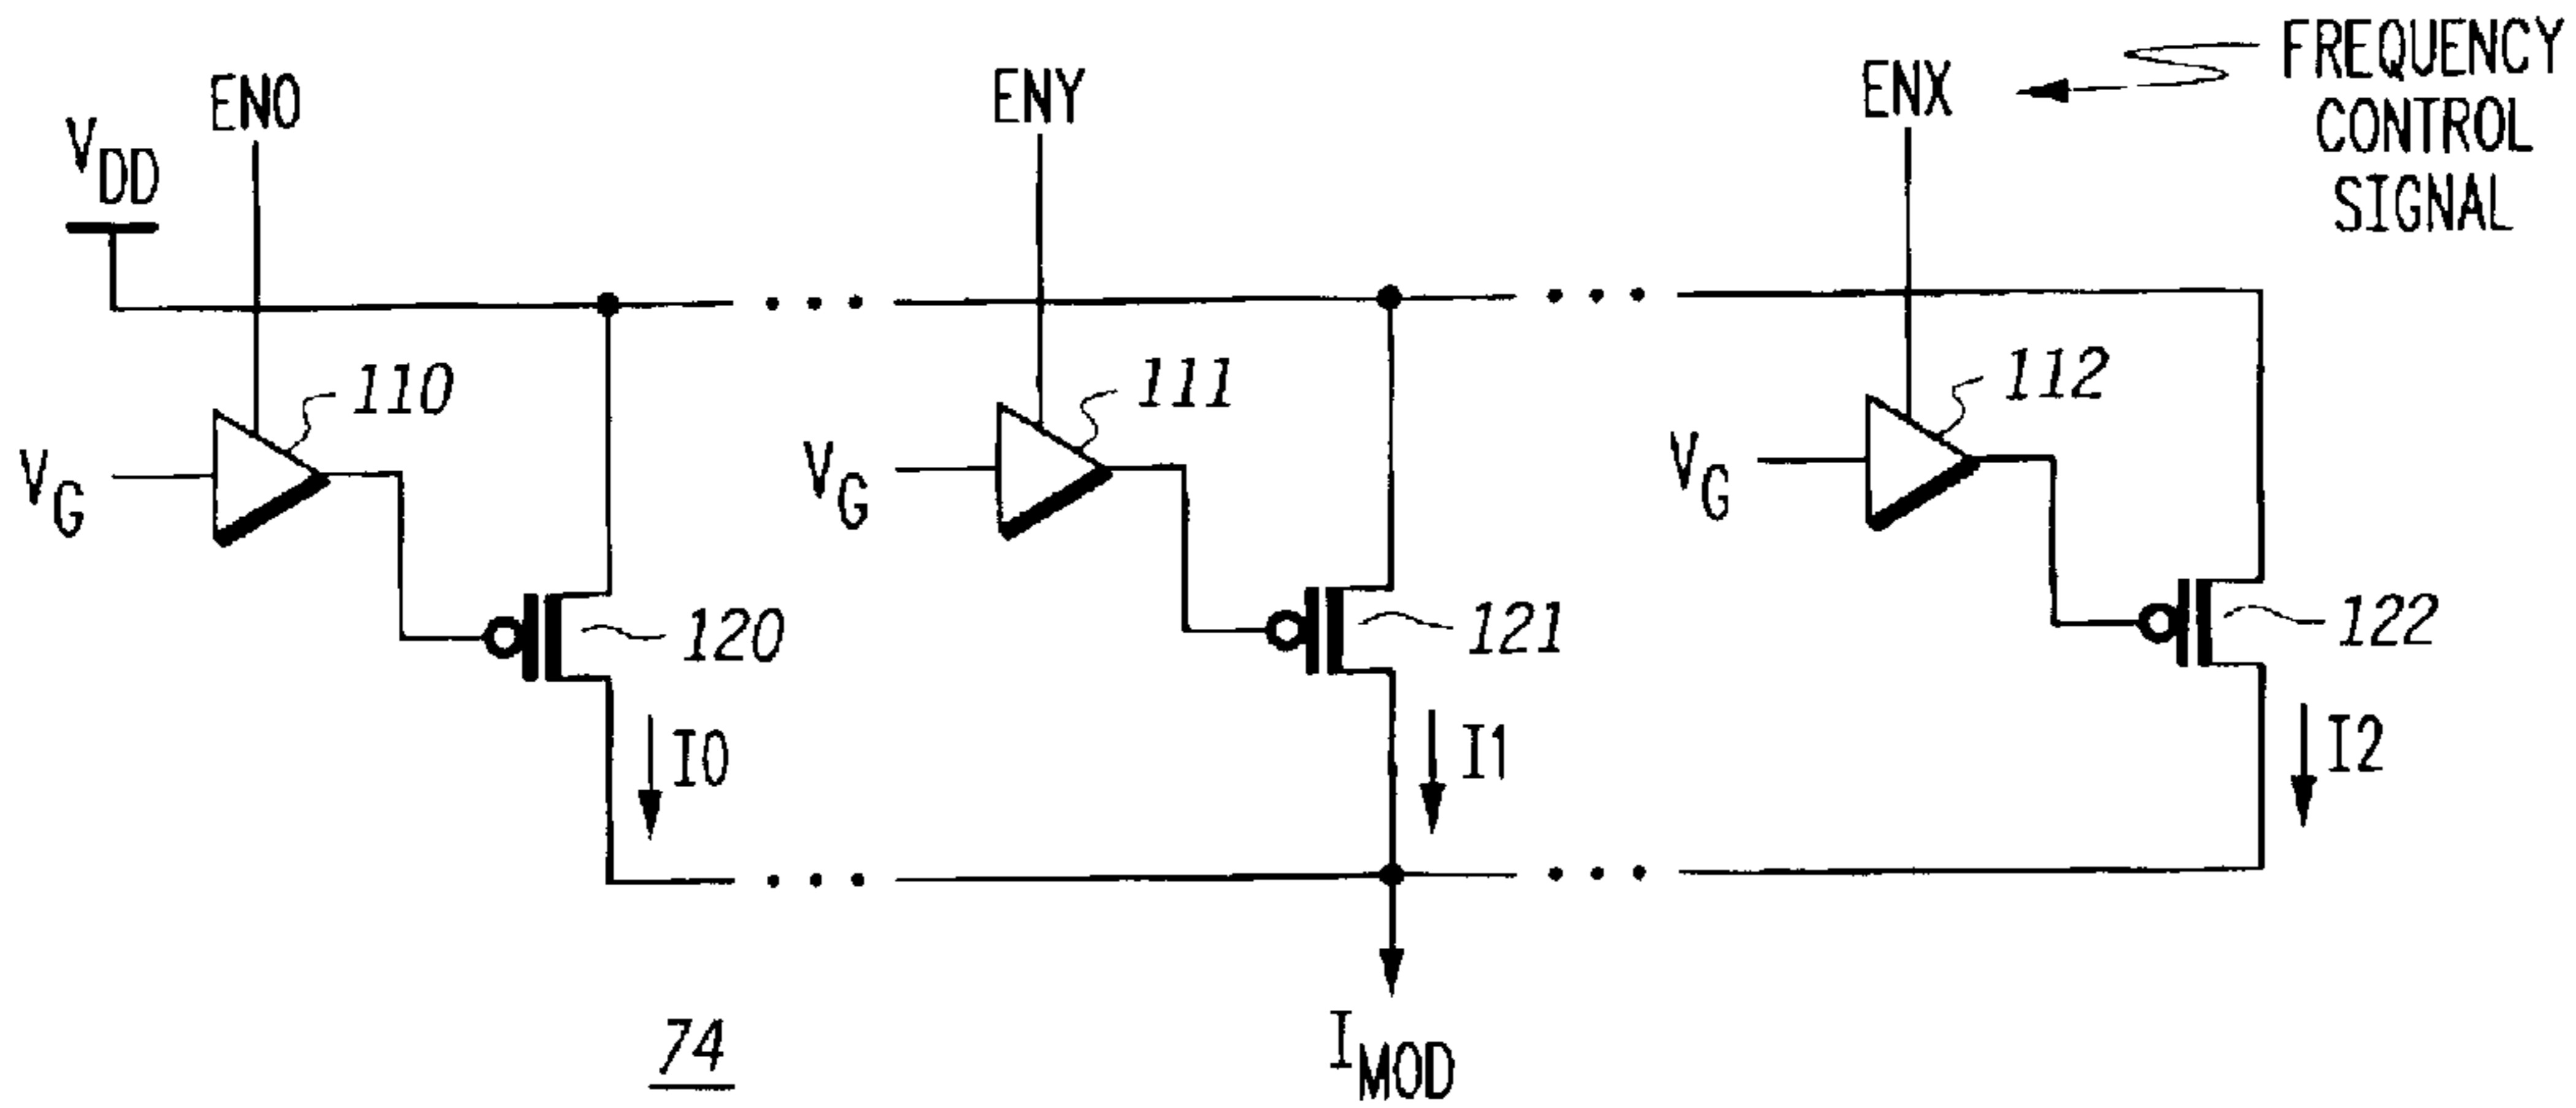 FREQUENCY
CONTROL
SIGNAL
EN0
ENY
ENX
VDD
110
111
112
VG
VG
VG
120
121
122
I0
I1
I2
IMOD
74